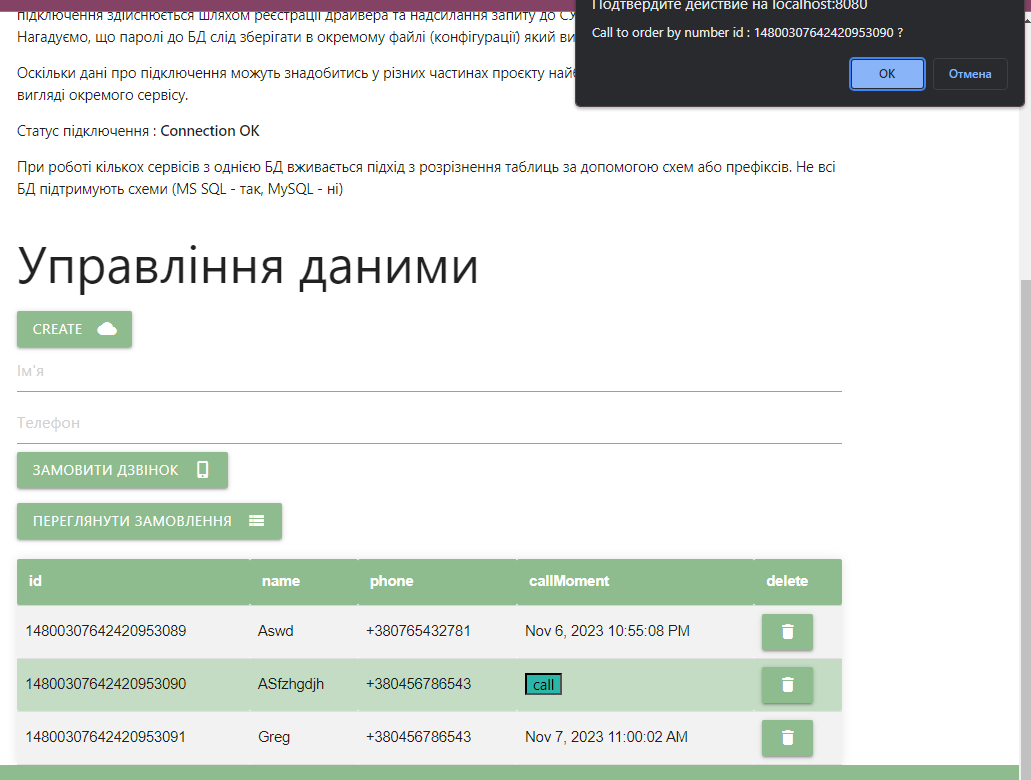 підключення здійснюється шляхом реєстрації драйвера та надсилання запиту до СУ
Нагадуємо, що паролі до БД слід зберігати в окремому файлі (конфігурації) який ви
Оскільки дані про підключення можуть знадобитись у різних частинах проєкту най
вигляді окремого сервісу.
Статус підключення : Connection OK
При роботі кількох сервісів з однією БД вживається підхід з розрізнення таблиць за допомогою схем або префіксів. Не всі
БД підтримують схеми (MS SQL - так, MySQL - ні)
Подтвердите действие на localhost:8080
Call to order by number id : 14800307642420953090 ?
ОК Отмена
Управління даними
CREATE
Ім'я
Телефон
ЗАМОВИТИ ДЗВІНОК
ПЕРЕГЛЯНУТИ ЗАМОВЛЕННЯ
id name phone callMoment delete
14800307642420953089 Aswd +380765432781 Nov 6, 2023 10:55:08 PM
14800307642420953090 ASfzhgdjh +380456786543 call
14800307642420953091 Greg +380456786543 Nov 7, 2023 11:00:02 AM